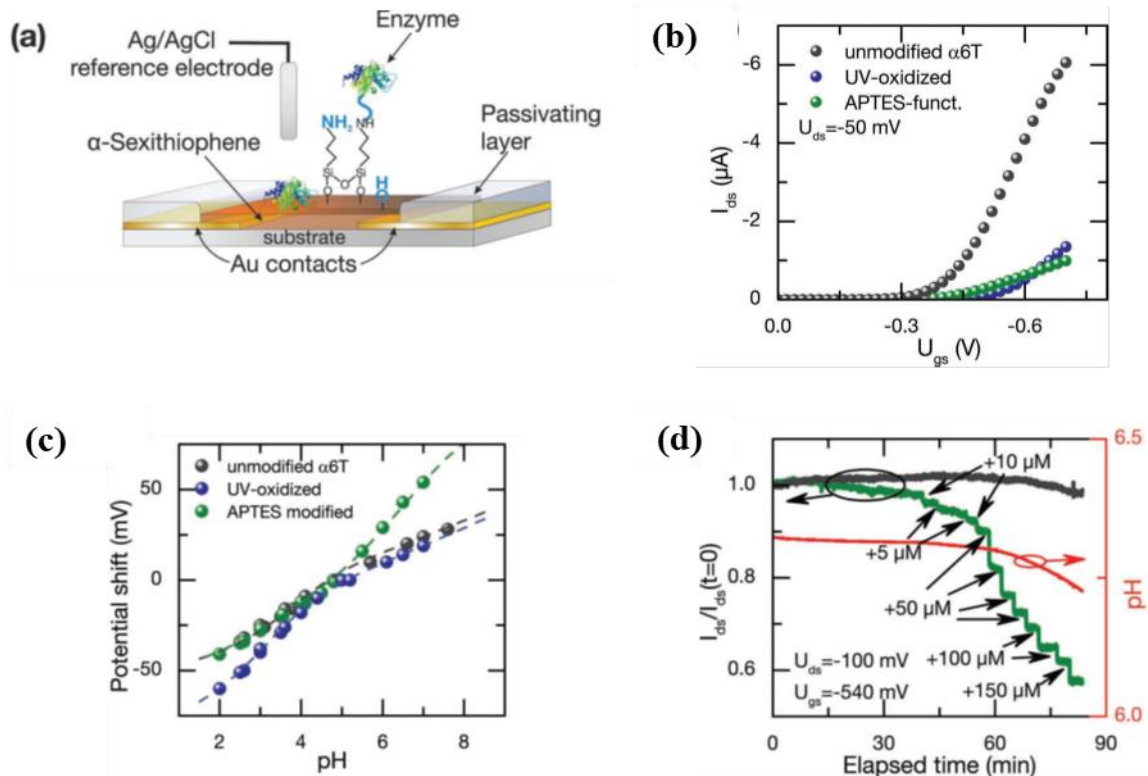 (a)
Ag/AgCl
reference electrode
Enzyme
α-Sexithiophene
NH₂
NH
Passivating
layer
Si
O
Si
O
O
H
O
substrate
Au contacts
(b)
unmodified α6T
UV-oxidized
APTES-funct.
U_ds=-50 mV
I_ds (µA)
-6
-4
-2
0
0.0
-0.3
-0.6
U_gs (V)
(c)
unmodified α6T
UV-oxidized
APTES modified
Potential shift (mV)
50
0
-50
2
4
6
8
pH
(d)
1.0
0.8
0.6
I_ds/I_ds(t=0)
+10 µM
+5 µM
+50 µM
+100 µM
+150 µM
U_ds=-100 mV
U_gs=-540 mV
6.5
pH
6.0
0
30
60
90
Elapsed time (min)